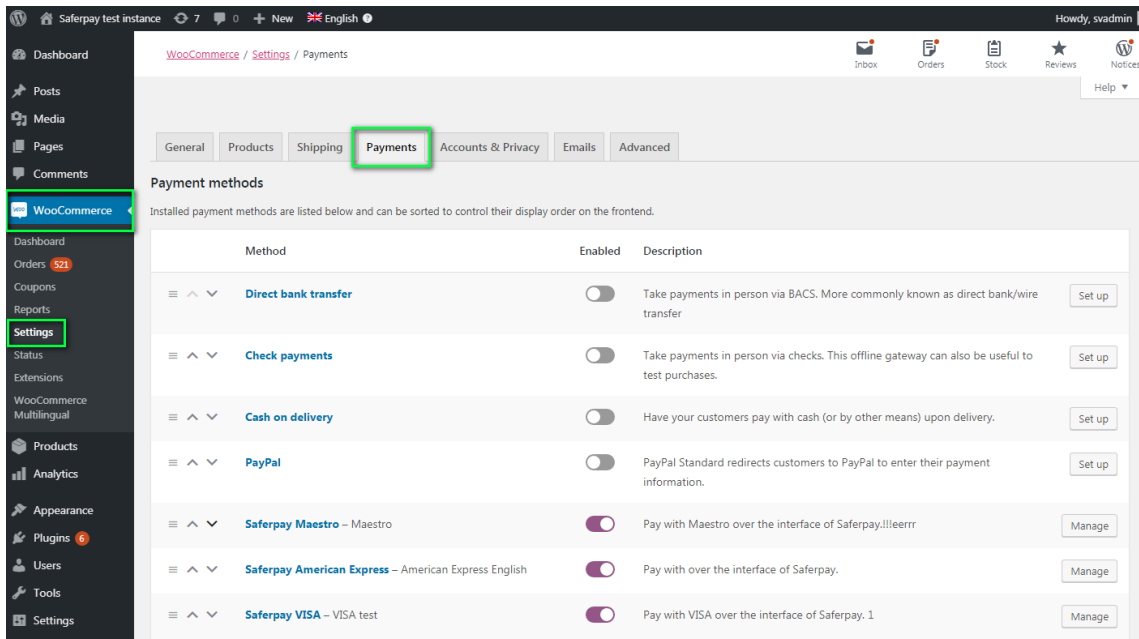 Saferpay test instance 7 0 + New English
Howdy, svadmin
Dashboard
Posts
Media
Pages
Comments
WooCommerce
Dashboard
Orders 521
Coupons
Reports
Settings
Status
Extensions
WooCommerce
Multilingual
Products
Analytics
Appearance
Plugins 6
Users
Tools
Settings
WooCommerce / Settings / Payments
Inbox Orders Stock Reviews Notices
Help
General Products Shipping Payments Accounts & Privacy Emails Advanced
Payment methods
Installed payment methods are listed below and can be sorted to control their display order on the frontend.
Method Enabled Description
Direct bank transfer Take payments in person via BACS. More commonly known as direct bank/wire
transfer
Set up
Check payments Take payments in person via checks. This offline gateway can also be useful to
test purchases.
Set up
Cash on delivery Have your customers pay with cash (or by other means) upon delivery. Set up
PayPal PayPal Standard redirects customers to PayPal to enter their payment
information.
Set up
Saferpay Maestro – Maestro Pay with Maestro over the interface of Saferpay.!!!eerrr Manage
Saferpay American Express – American Express English Pay with over the interface of Saferpay. Manage
Saferpay VISA – VISA test Pay with VISA over the interface of Saferpay. 1 Manage